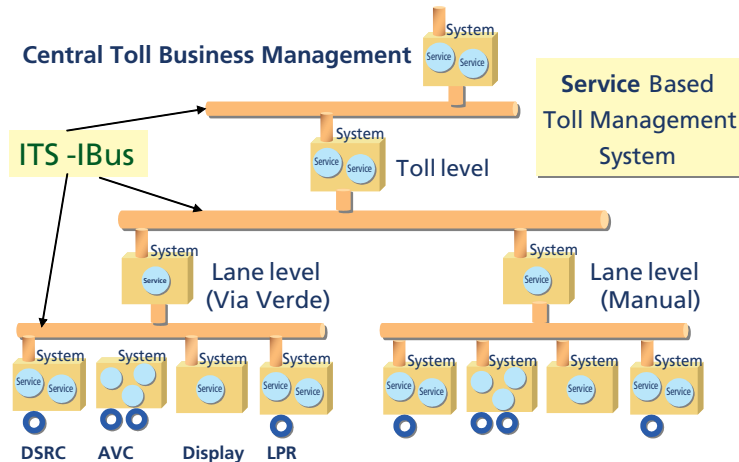 System
Central Toll Business Management
Service
Service
Service Based
Toll Management
System
System
ITS -IBus
Service
Service
Toll level
System
System
Service
Lane level
(Via Verde)
Service
Lane level
(Manual)
System
System
System
System
System
System
System
System
Service
Service
Service
Service
Service
Service
Service
Service
Service
Service
DSRC
AVC
Display
LPR